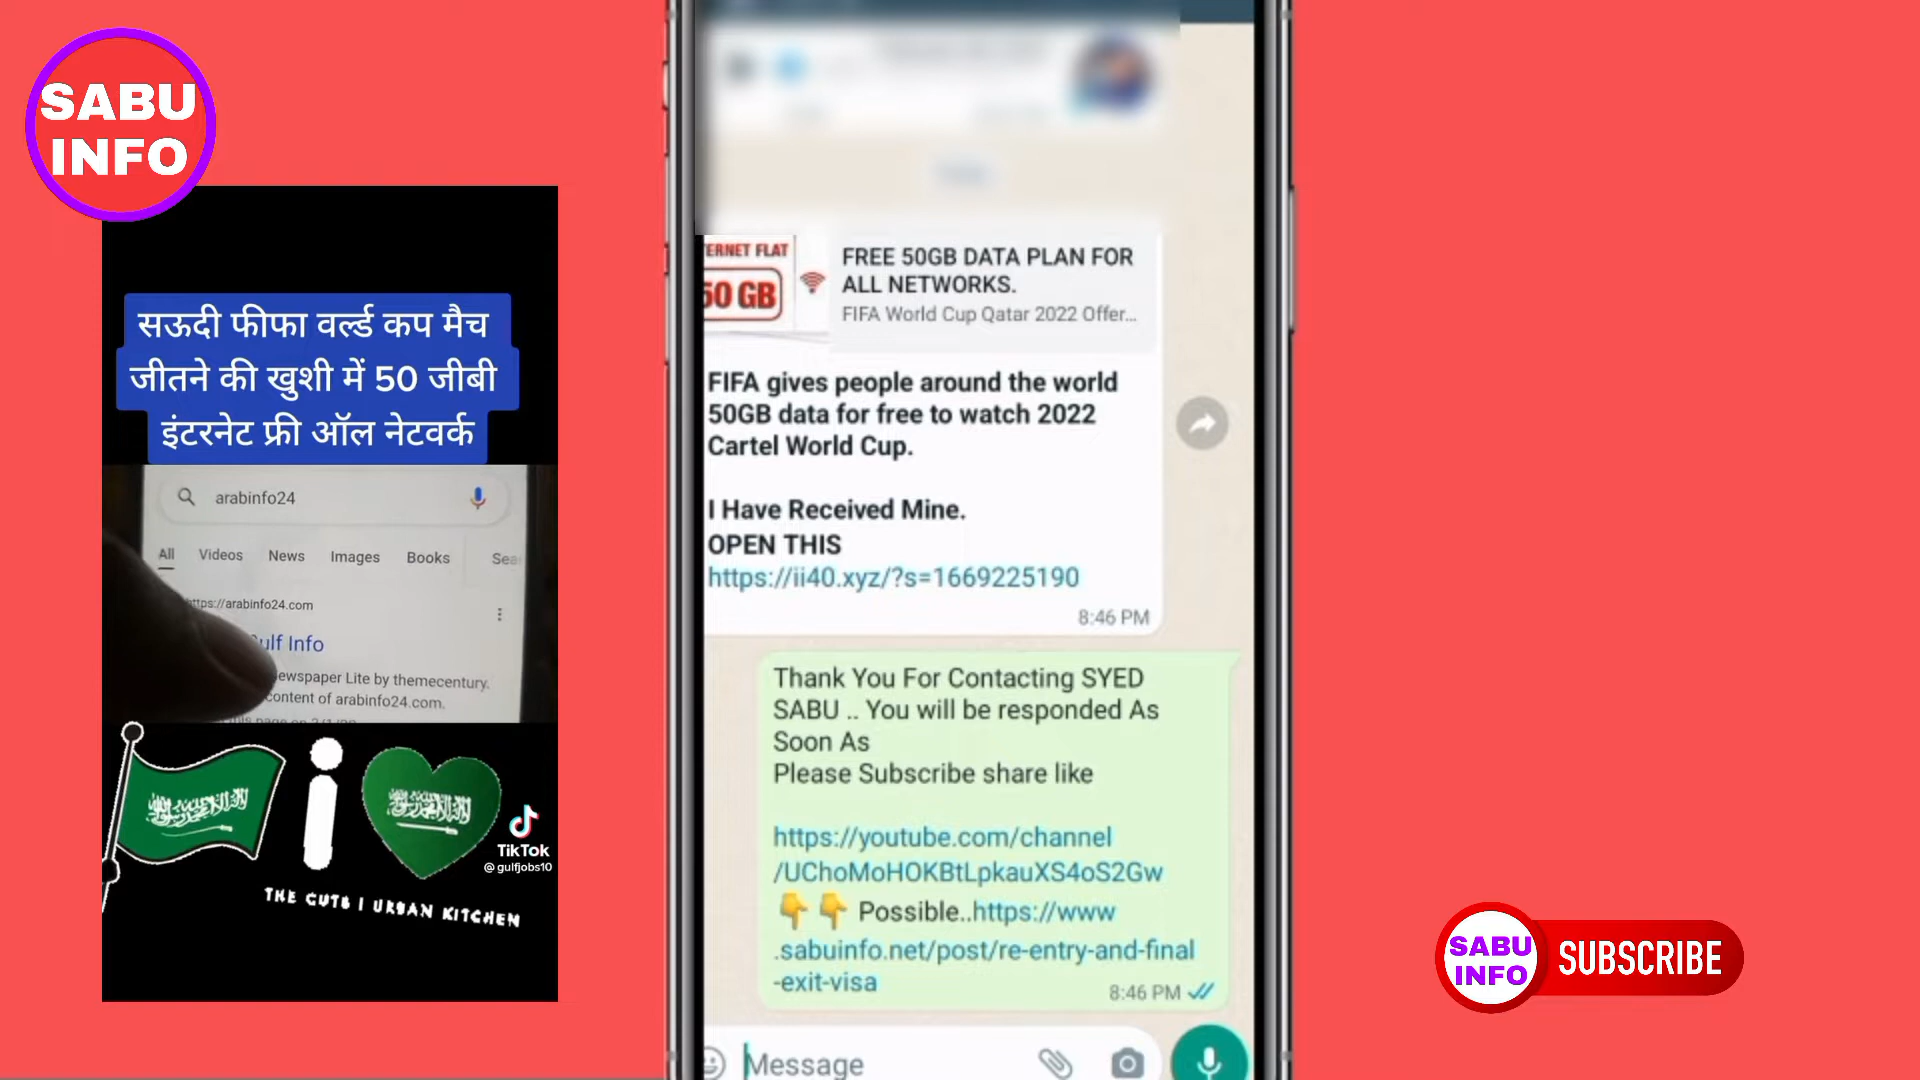 SABU
INFO
सऊदी फीफा वर्ल्ड कप मैच
जीतने की खुशी में 50 जीबी
इंटरनेट फ्री ऑल नेटवर्क
arabinfo24
All Videos News Images Books Sea
https://arabinfo24.com
ulf Info
ewspaper Lite by themecentury.
content of arabinfo24.com.
i
TikTok
@gulfjobs10
THE CUTS | URBAN KITCHEN
ERNET FLAT
50 GB
FREE 50GB DATA PLAN FOR
ALL NETWORKS.
FIFA World Cup Qatar 2022 Offer...
FIFA gives people around the world
50GB data for free to watch 2022
Cartel World Cup.
I Have Received Mine.
OPEN THIS
https://ii40.xyz/?s=1669225190
8:46 PM
Thank You For Contacting SYED
SABU .. You will be responded As
Soon As
Please Subscribe share like
https://youtube.com/channel
/UChoMoHOKBtLpkauXS4oS2Gw
👇👇 Possible..https://www
.sabuinfo.net/post/re-entry-and-final
-exit-visa
8:46 PM
Message
SABU
INFO
SUBSCRIBE